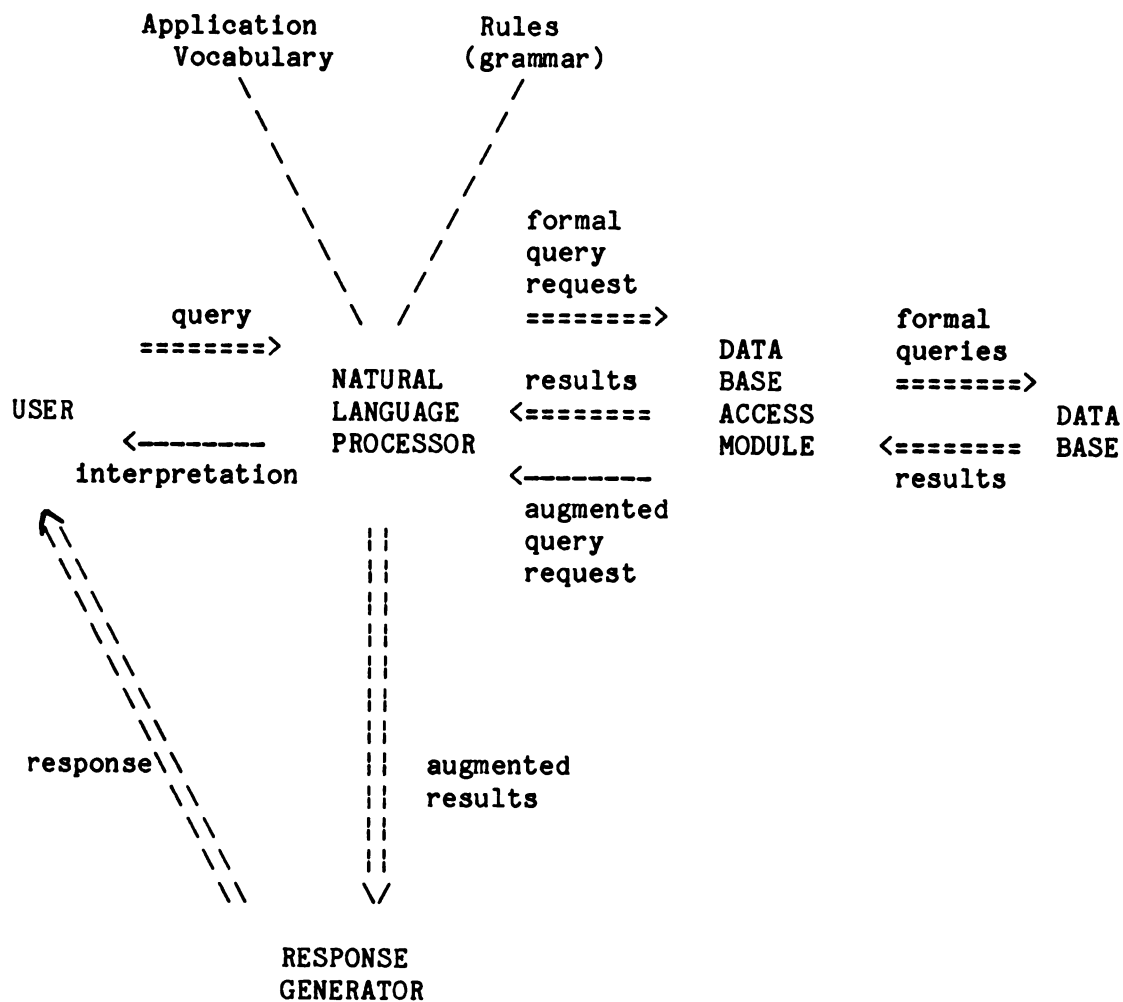 Application
Vocabulary
Rules
(grammar)
formal
query
request
========>
query
========>
formal
queries
========>
DATA
BASE
ACCESS
MODULE
NATURAL
LANGUAGE
PROCESSOR
results
<========
USER
DATA
BASE
<--------
interpretation
<========
results
<--------
augmented
query
request
response
augmented
results
RESPONSE
GENERATOR